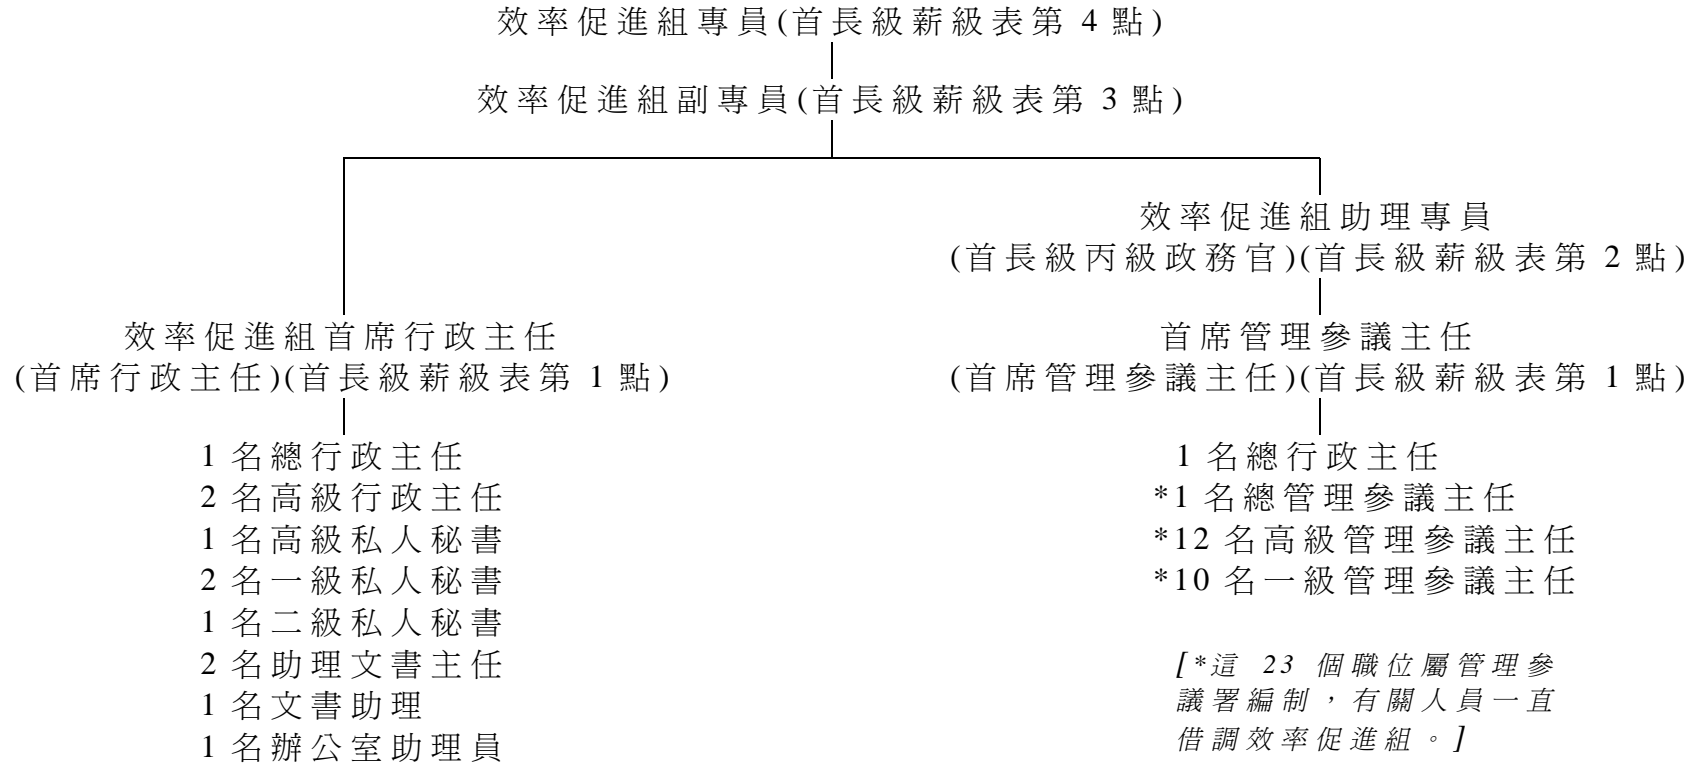 效率促進組專員(首長級薪級表第 4 點)
效率促進組副專員(首長級薪級表第 3 點)
效率促進組助理專員
(首長級丙級政務官)(首長級薪級表第 2 點)
效率促進組首席行政主任
(首席行政主任)(首長級薪級表第 1 點)
首席管理參議主任
(首席管理參議主任)(首長級薪級表第 1 點)
1 名總行政主任
2 名高級行政主任
1 名高級私人秘書
2 名一級私人秘書
1 名二級私人秘書
2 名助理文書主任
1 名文書助理
1 名辦公室助理員
1 名總行政主任
*1 名總管理參議主任
*12 名高級管理參議主任
*10 名一級管理參議主任
[*這 23 個職位屬管理參
議署編制，有關人員一直
借調效率促進組。]